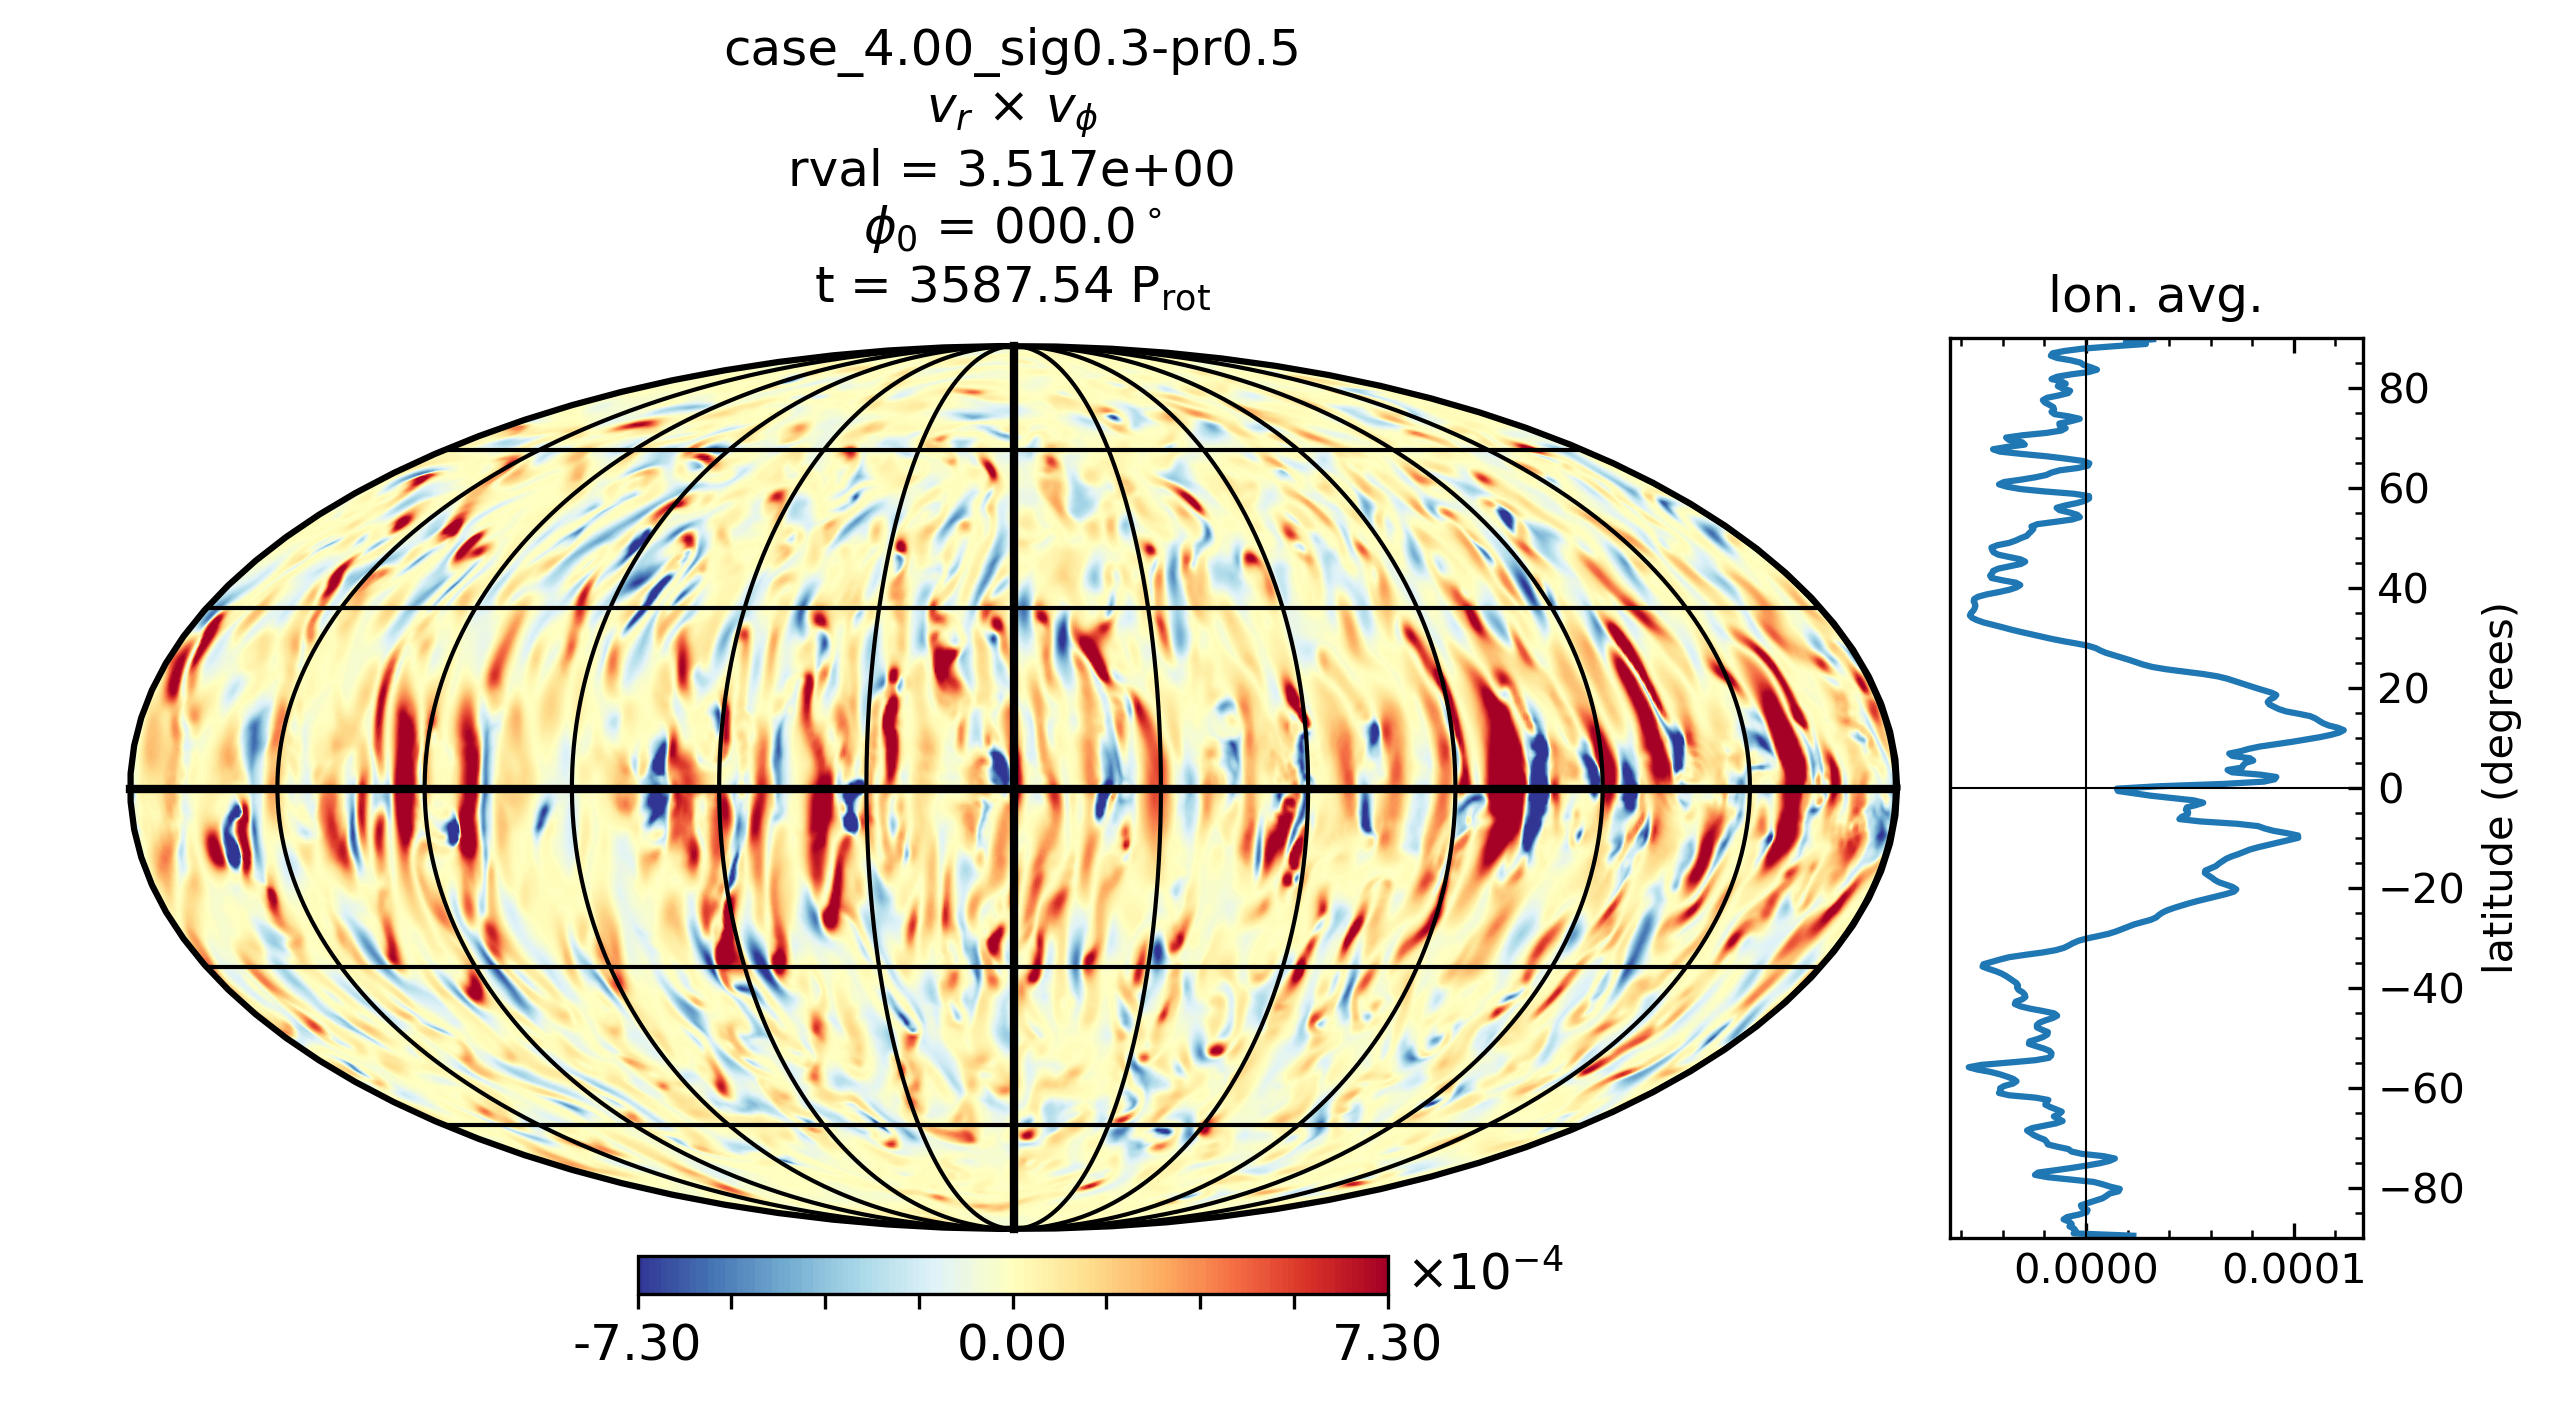 case_4.00_sig0.3-pr0.5
v_r × v_ϕ
rval = 3.517e+00
ϕ_0 = 000.0°
t = 3587.54 P_rot
lon. avg.
80
60
40
20
0
−20
−40
−60
−80
latitude (degrees)
0.0000 0.0001
×10⁻⁴
-7.30 0.00 7.30